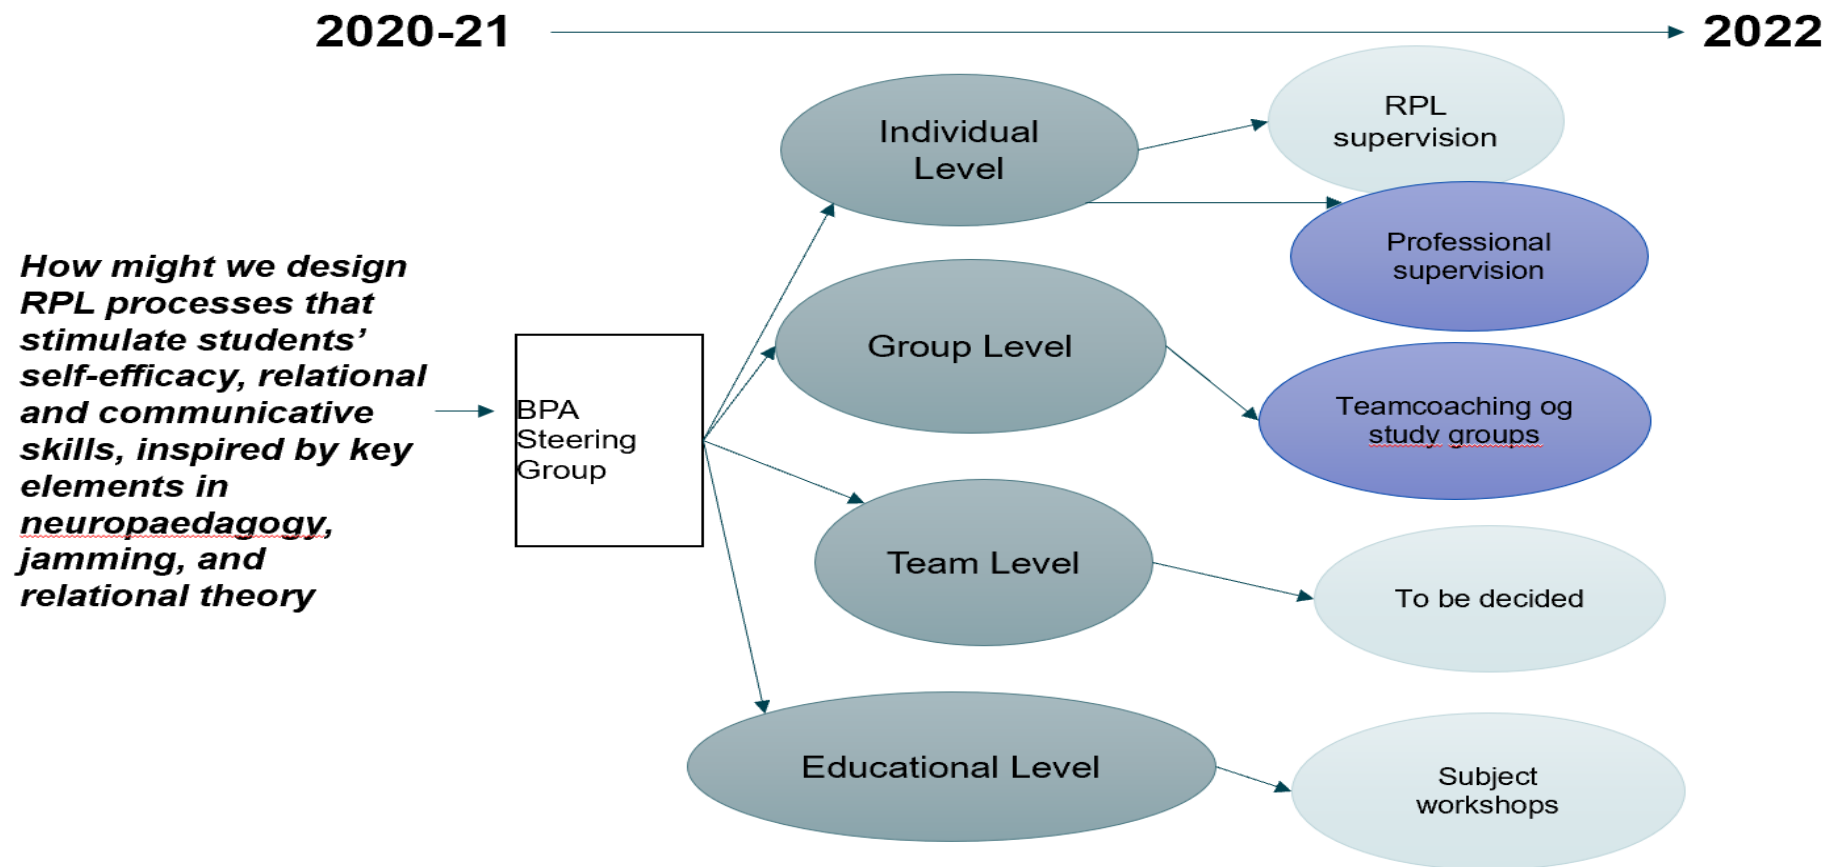 2020-21
2022
How might we design
RPL processes that
stimulate students’
self-efficacy, relational
and communicative
skills, inspired by key
elements in
neuropaedagogy,
jamming, and
relational theory
BPA
Steering
Group
Individual
Level
Group Level
Team Level
Educational Level
RPL
supervision
Professional
supervision
Teamcoaching og
study groups
To be decided
Subject
workshops